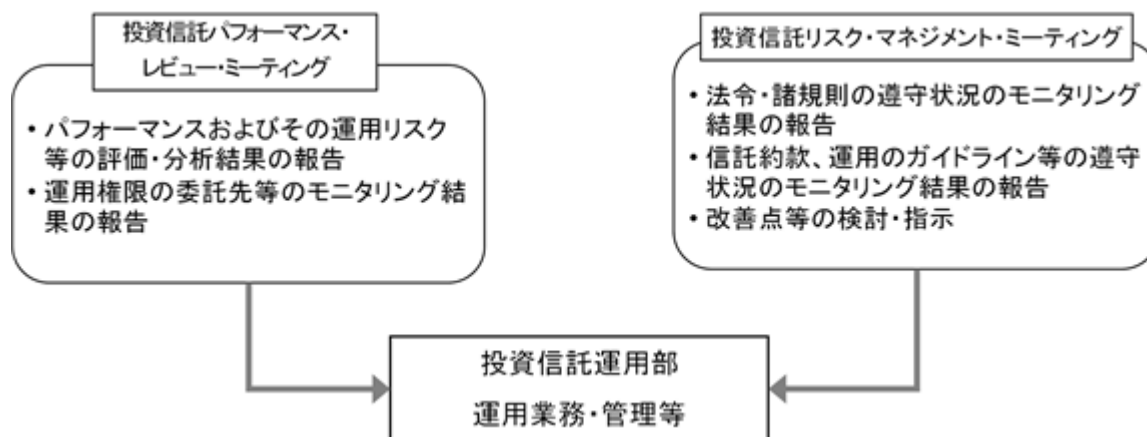 投資信託パフォーマンス・
レビュー・ミーティング
・パフォーマンスおよびその運用リスク
等の評価・分析結果の報告
・運用権限の委託先等のモニタリング結
果の報告
投資信託リスク・マネジメント・ミーティング
・法令・諸規則の遵守状況のモニタリング
結果の報告
・信託約款、運用のガイドライン等の遵守
状況のモニタリング結果の報告
・改善点等の検討・指示
投資信託運用部
運用業務・管理等